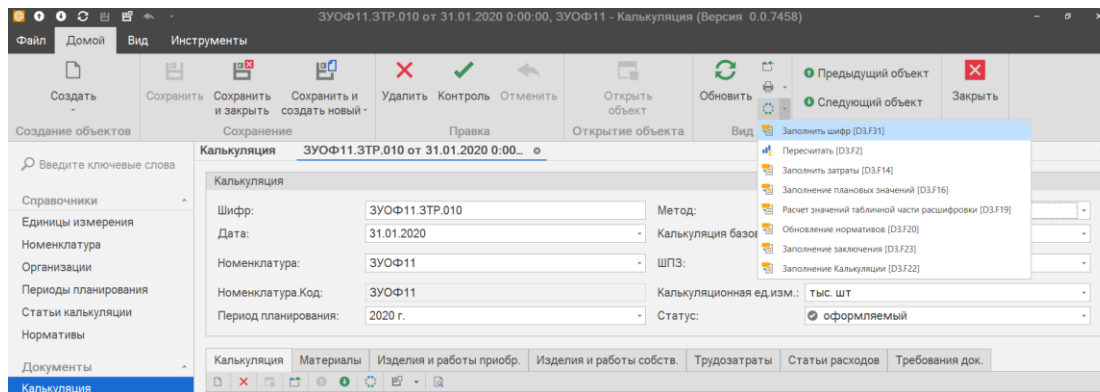 ЗУОФ11.ЗТР.010 от 31.01.2020 0:00:00, ЗУОФ11 - Калькуляция (Версия 0.0.7458)
Файл Домой Вид Инструменты
Создать Сохранить Сохранить и закрыть Сохранить и создать новый Удалить Контроль Отменить Открыть объект Обновить Предыдущий объект Следующий объект Закрыть
Создание объектов Сохранение Правка Открытие объекта Вид
Заполнить шифр [D3.F31]
Пересчитать [D3.F2]
Заполнить затраты [D3.F14]
Заполнение плановых значений [D3.F16]
Расчет значений табличной части расшифровки [D3.F19]
Обновление нормативов [D3.F20]
Заполнение заключения [D3.F23]
Заполнение Калькуляции [D3.F22]
Введите ключевые слова
Справочники
Единицы измерения
Номенклатура
Организации
Периоды планирования
Статьи калькуляции
Нормативы
Документы
Калькуляция
Калькуляция ЗУОФ11.ЗТР.010 от 31.01.2020 0:00...
Калькуляция
Шифр: ЗУОФ11.ЗТР.010 Метод:
Дата: 31.01.2020 Калькуляция базов
Номенклатура: ЗУОФ11 ШПЗ:
Номенклатура.Код: ЗУОФ11 Калькуляционная ед.изм.: тыс. шт
Период планирования: 2020 г. Статус: оформляемый
Калькуляция Материалы Изделия и работы приобр. Изделия и работы собств. Трудозатраты Статьи расходов Требования док.